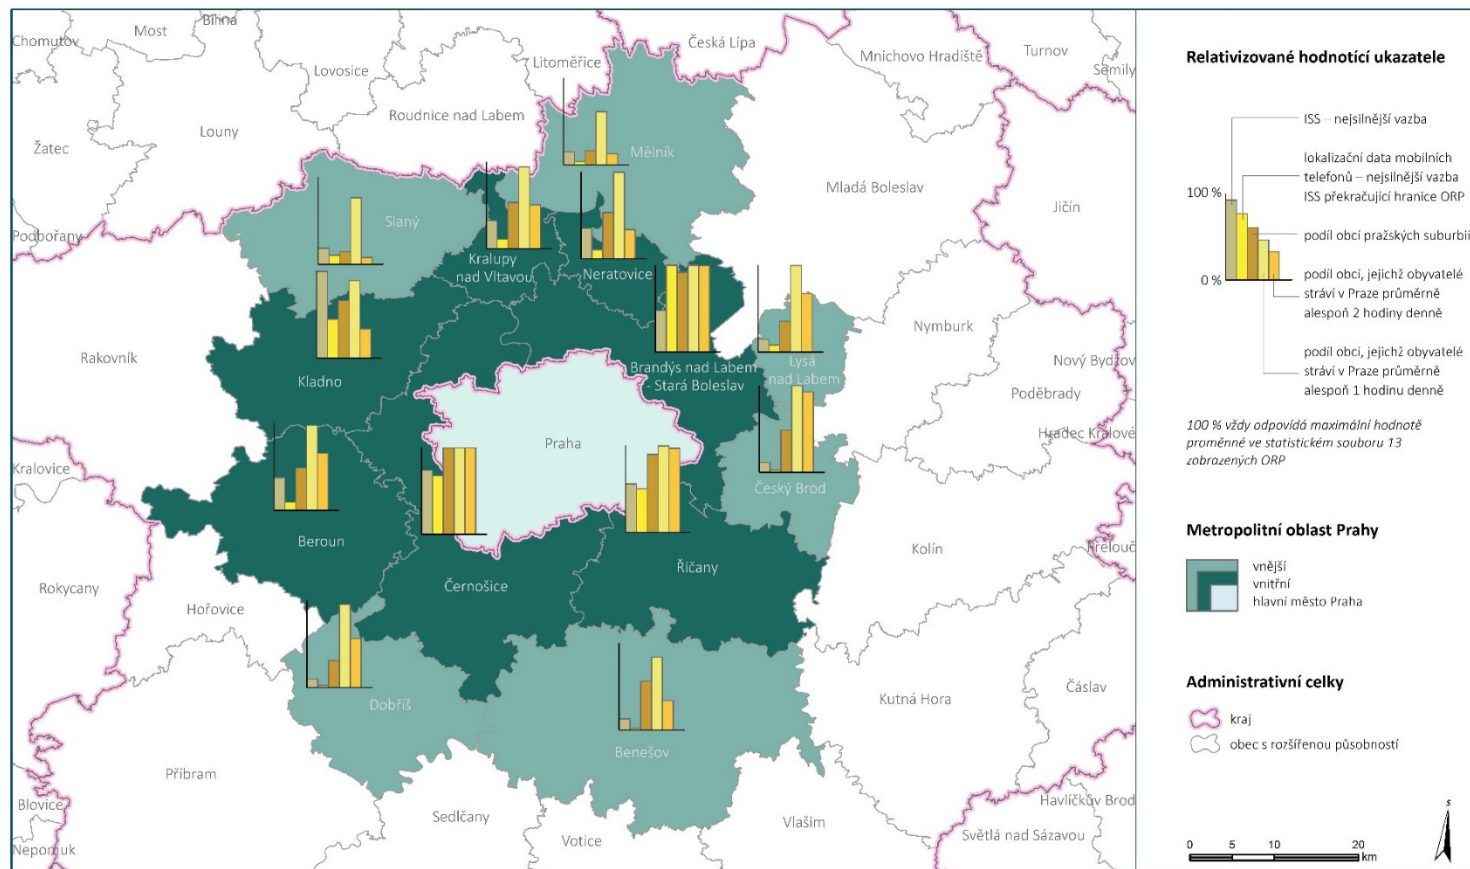 Bílina
Most
Chomutov
Česká Lípa
Mnichovo Hradiště
Turnov
Semily
Litoměřice
Lovosice
Roudnice nad Labem
Louny
Žatec
Mělník
Mladá Boleslav
Jičín
Podbořany
Slaný
Kralupy
nad Vltavou
Neratovice
Nymburk
Rakovník
Kladno
Brandýs nad Labem
- Stará Boleslav
Lysá
nad Labem
Nový Bydžov
Poděbrady
Hradec Králové
Praha
Kralovice
Český Brod
Beroun
Kolín
Přelouč
Říčany
Černošice
Rokycany
Hořovice
Dobříš
Kutná Hora
Čáslav
Benešov
Příbram
Blovice
Sedlčany
Votice
Vlašim
Havlíčkův Brod
Světlá nad Sázavou
Nepomuk
Relativizované hodnotící ukazatele
ISS – nejsilnější vazba
lokalizační data mobilních
telefonů – nejsilnější vazba
ISS překračující hranice ORP
100 %
podíl obcí pražských suburbií
0 %
podíl obcí, jejichž obyvatelé
stráví v Praze průměrně
alespoň 2 hodiny denně
podíl obcí, jejichž obyvatelé
stráví v Praze průměrně
alespoň 1 hodinu denně
100 % vždy odpovídá maximální hodnotě
proměnné ve statistickém souboru 13
zobrazených ORP
Metropolitní oblast Prahy
vnější
vnitřní
hlavní město Praha
Administrativní celky
kraj
obec s rozšířenou působností
s
0 5 10 20
km